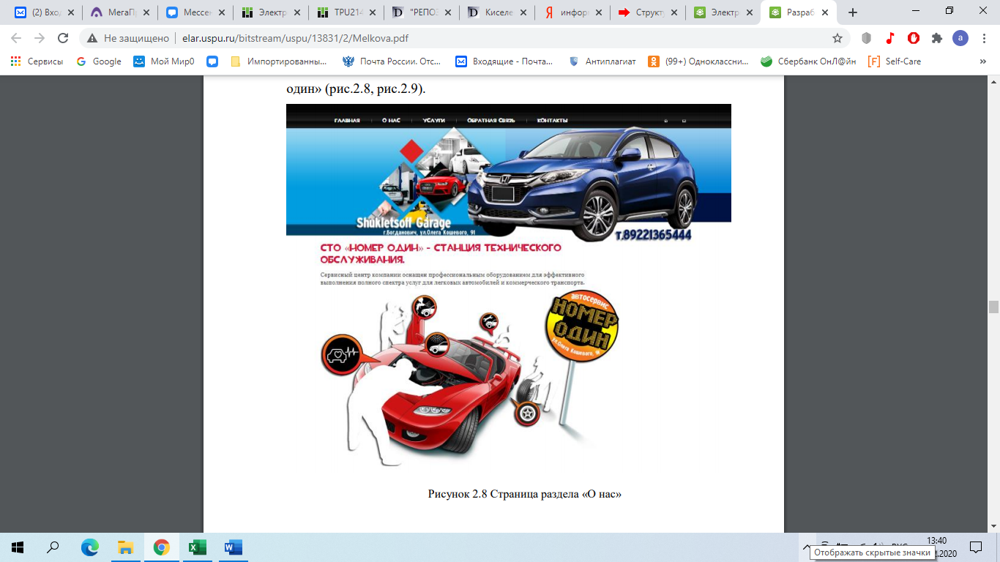 (2) Вход
МегаП
Мессен
Электр
TPU214
"РЕПОЗ
Киселе
инфор
Структу
Электр
Разраб
Не защищено | elar.uspu.ru/bitstream/uspu/13831/2/Melkova.pdf
a
Сервисы
Google
Мой Мир0
Импортированны...
Почта России. Отс...
Входящие - Почта...
Антиплагиат
(99+) Одноклассни...
Сбербанк ОнЛ@йн
Self-Care
»
один» (рис.2.8, рис.2.9).
ГЛАВНАЯ | О НАС | УСЛУГИ | ОБРАТНАЯ СВЯЗЬ | КОНТАКТЫ
Shukletsoff Garage
г.Богданович, ул.Олега Кошевого, 91
т.89221365444
СТО «НОМЕР ОДИН» - СТАНЦИЯ ТЕХНИЧЕСКОГО
ОБСЛУЖИВАНИЯ.
Сервисный центр компании оснащен профессиональным оборудованием для эффективного
выполнения полного спектра услуг для легковых автомобилей и коммерческого транспорта.
автосервис
НОМЕР
ОДИН
ул.Олега Кошевого, 91
Рисунок 2.8 Страница раздела «О нас»
13:40
.2020
Отображать скрытые значки